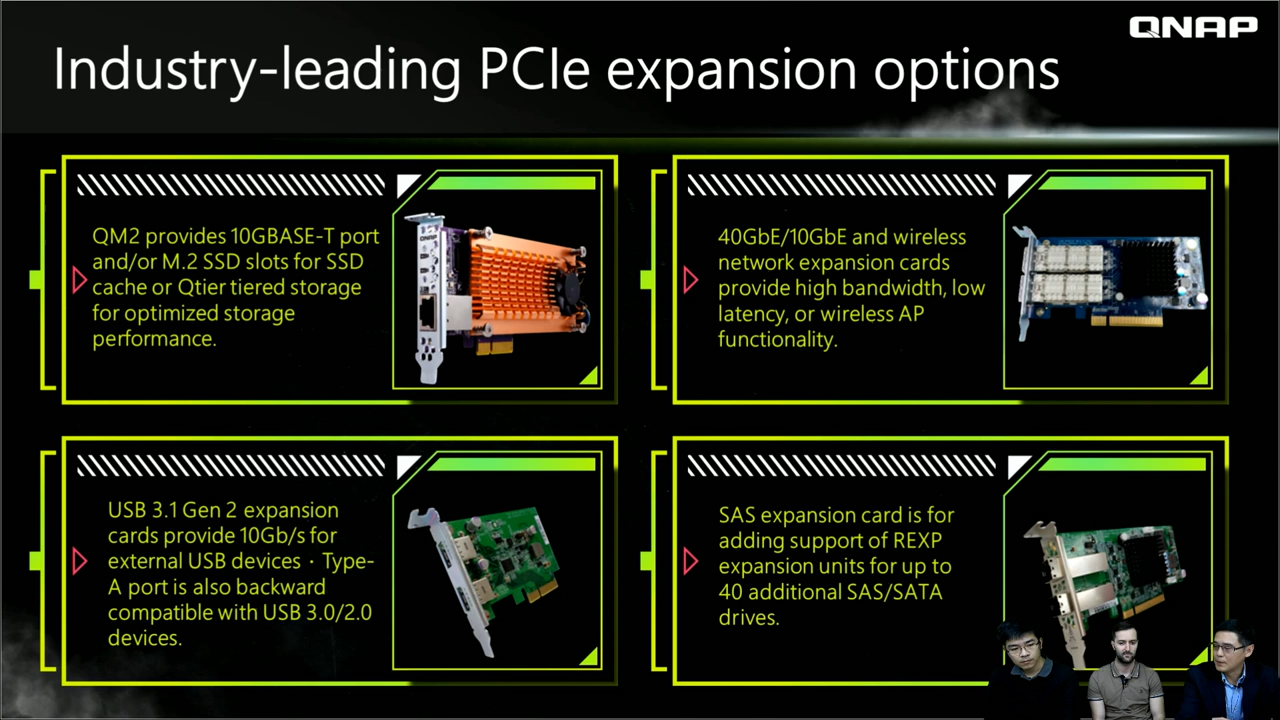 QNAP
Industry-leading PCIe expansion options
QM2 provides 10GBASE-T port
and/or M.2 SSD slots for SSD
cache or Qtier tiered storage
for optimized storage
performance.
QNAP
40GbE/10GbE and wireless
network expansion cards
provide high bandwidth, low
latency, or wireless AP
functionality.
USB 3.1 Gen 2 expansion
cards provide 10Gb/s for
external USB devices · Type-
A port is also backward
compatible with USB 3.0/2.0
devices.
SAS expansion card is for
adding support of REXP
expansion units for up to
40 additional SAS/SATA
drives.